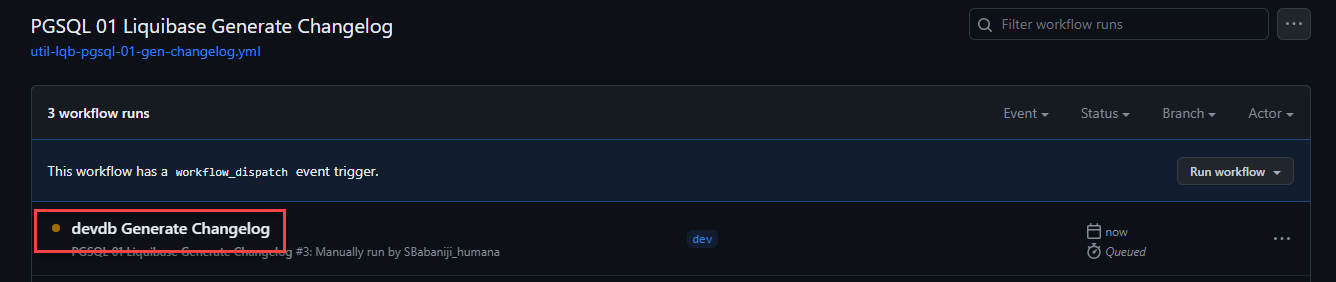 PGSQL 01 Liquibase Generate Changelog
Filter workflow runs
util-lqb-pgsql-01-gen-changelog.yml
3 workflow runs
Event
Status
Branch
Actor
This workflow has a workflow_dispatch event trigger.
Run workflow
devdb Generate Changelog
PGSQL 01 Liquibase Generate Changelog #3: Manually run by SBabaniji_humana
dev
now
Queued